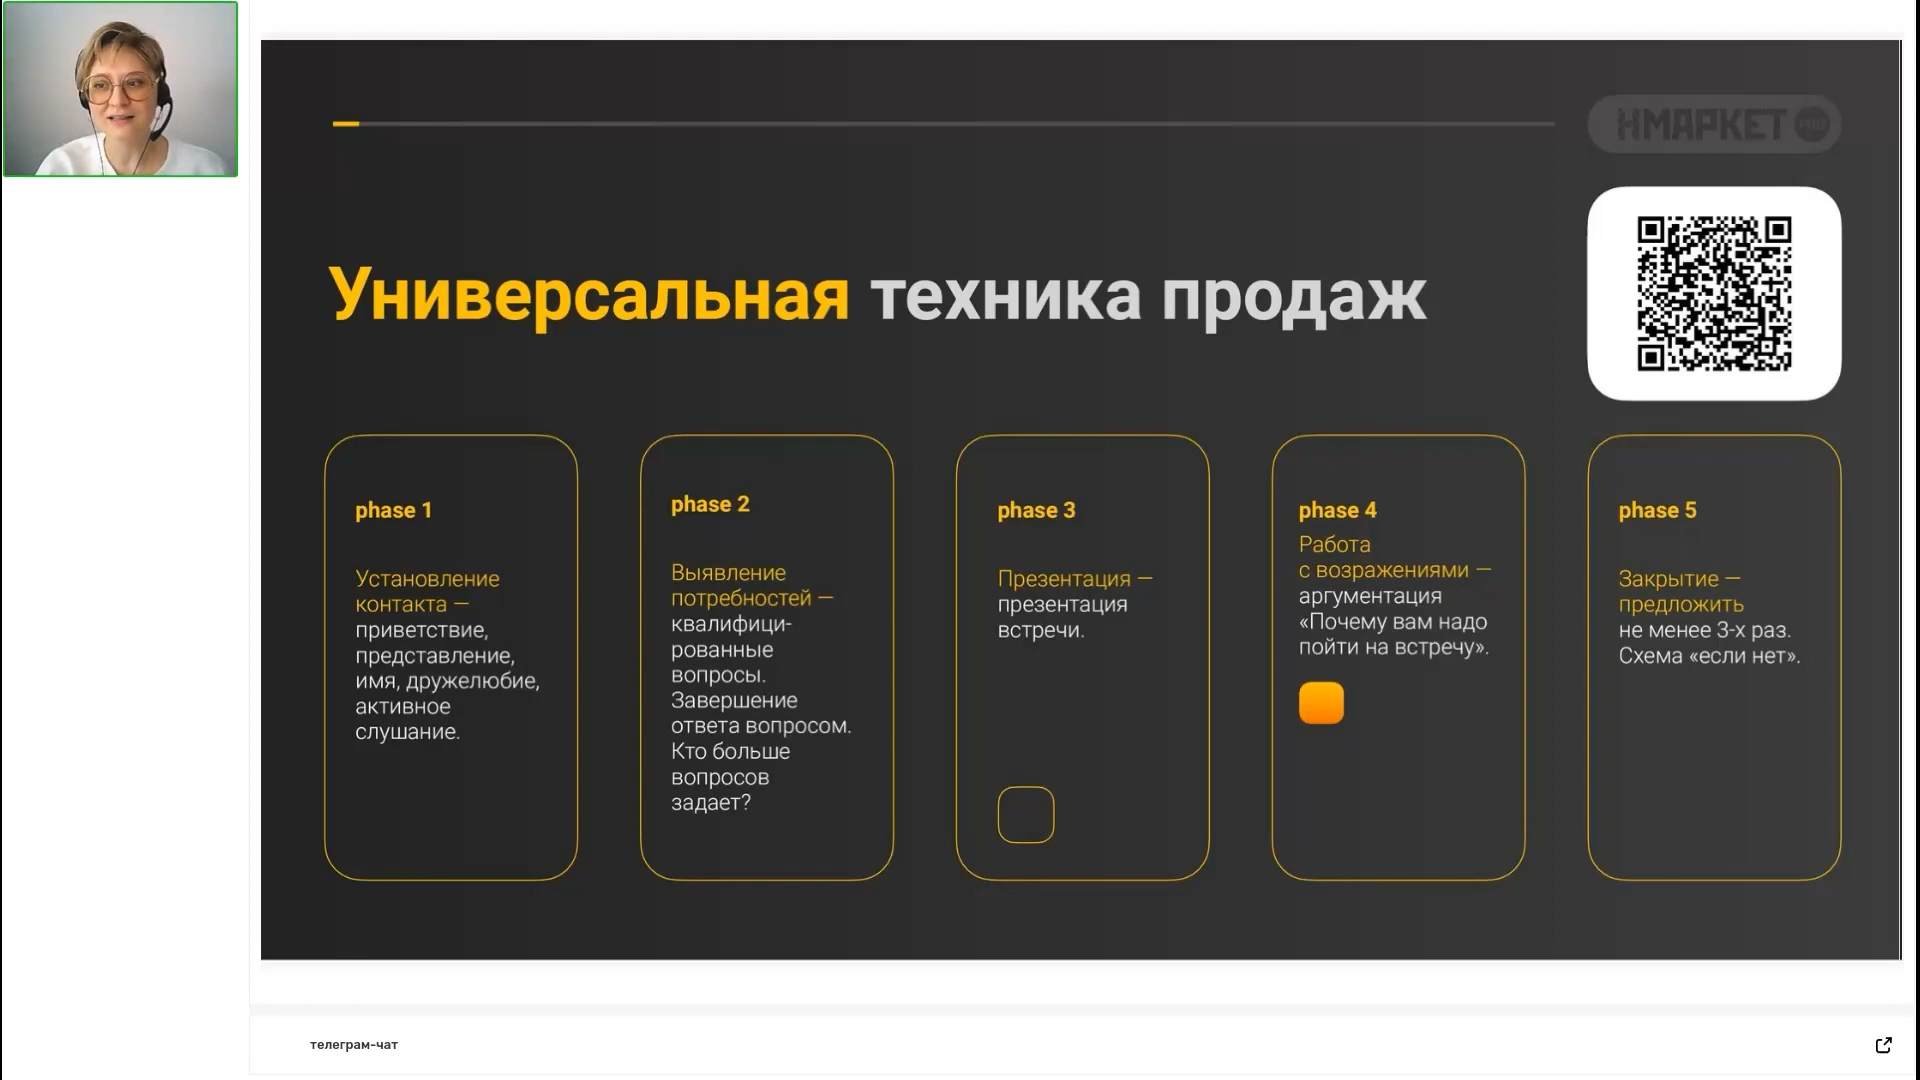 НМАРКЕТ PRO
Универсальная техника продаж
phase 1
Установление
контакта —
приветствие,
представление,
имя, дружелюбие,
активное
слушание.
phase 2
Выявление
потребностей —
квалифици-
рованные
вопросы.
Завершение
ответа вопросом.
Кто больше
вопросов
задает?
phase 3
Презентация —
презентация
встречи.
phase 4
Работа
с возражениями —
аргументация
«Почему вам надо
пойти на встречу».
phase 5
Закрытие —
предложить
не менее 3-х раз.
Схема «если нет».
телеграм-чат